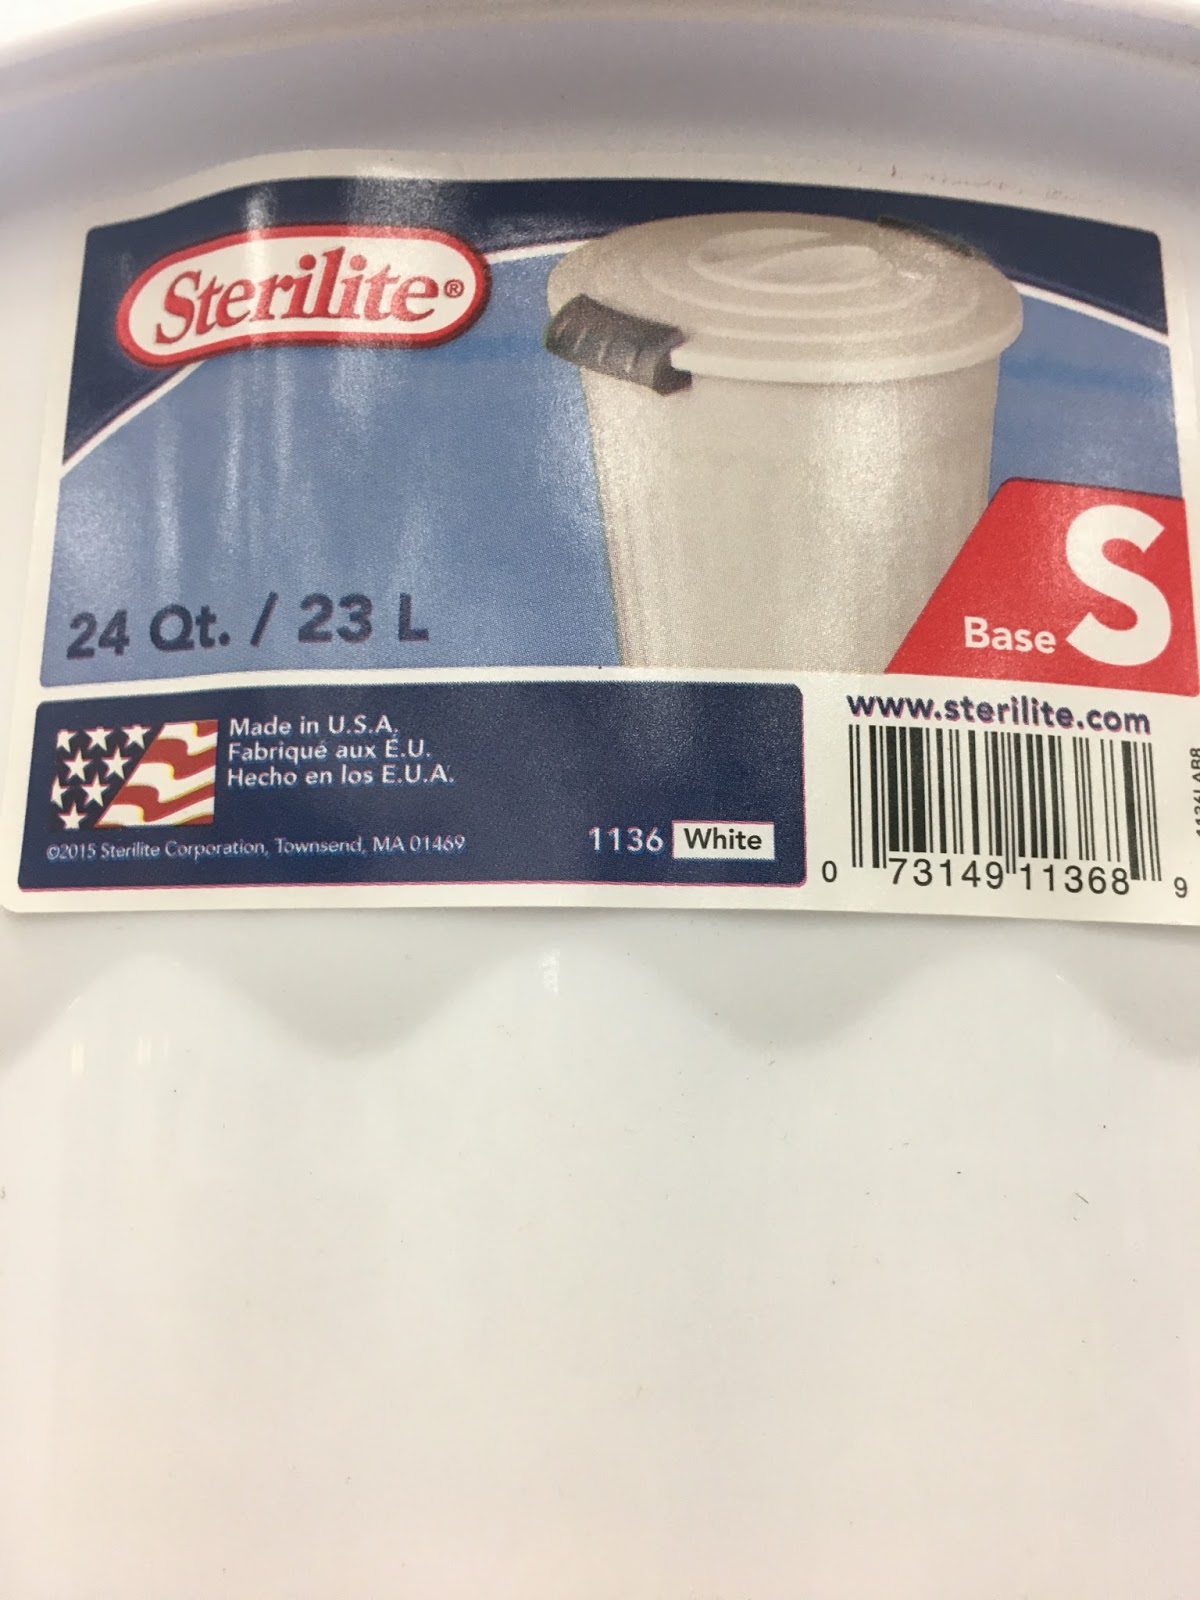 Sterilite®
24 Qt. / 23 L
Base S
Made in U.S.A.
Fabriqué aux É.U.
Hecho en los E.U.A.
©2015 Sterilite Corporation, Townsend, MA 01469
1136 White
www.sterilite.com
0 73149 11368 9